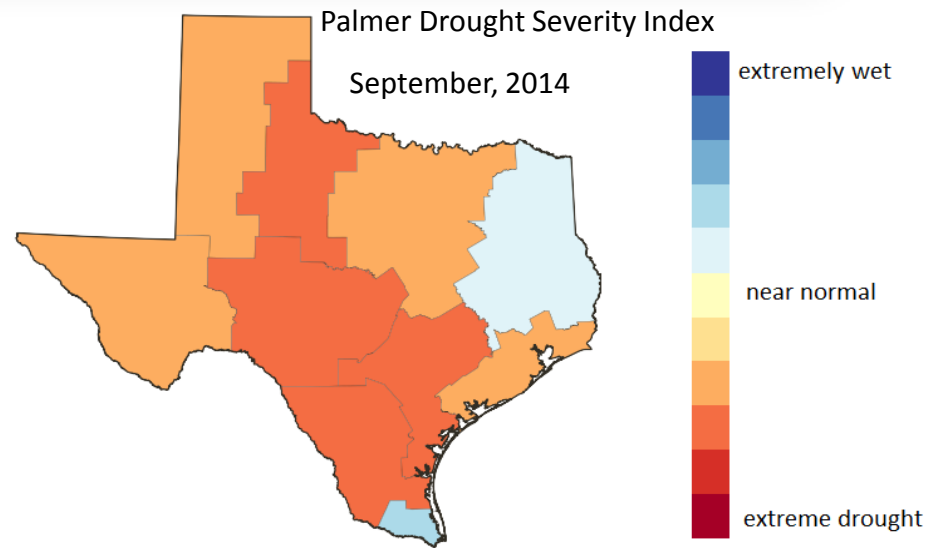 Palmer Drought Severity Index
September, 2014
extremely wet
near normal
extreme drought